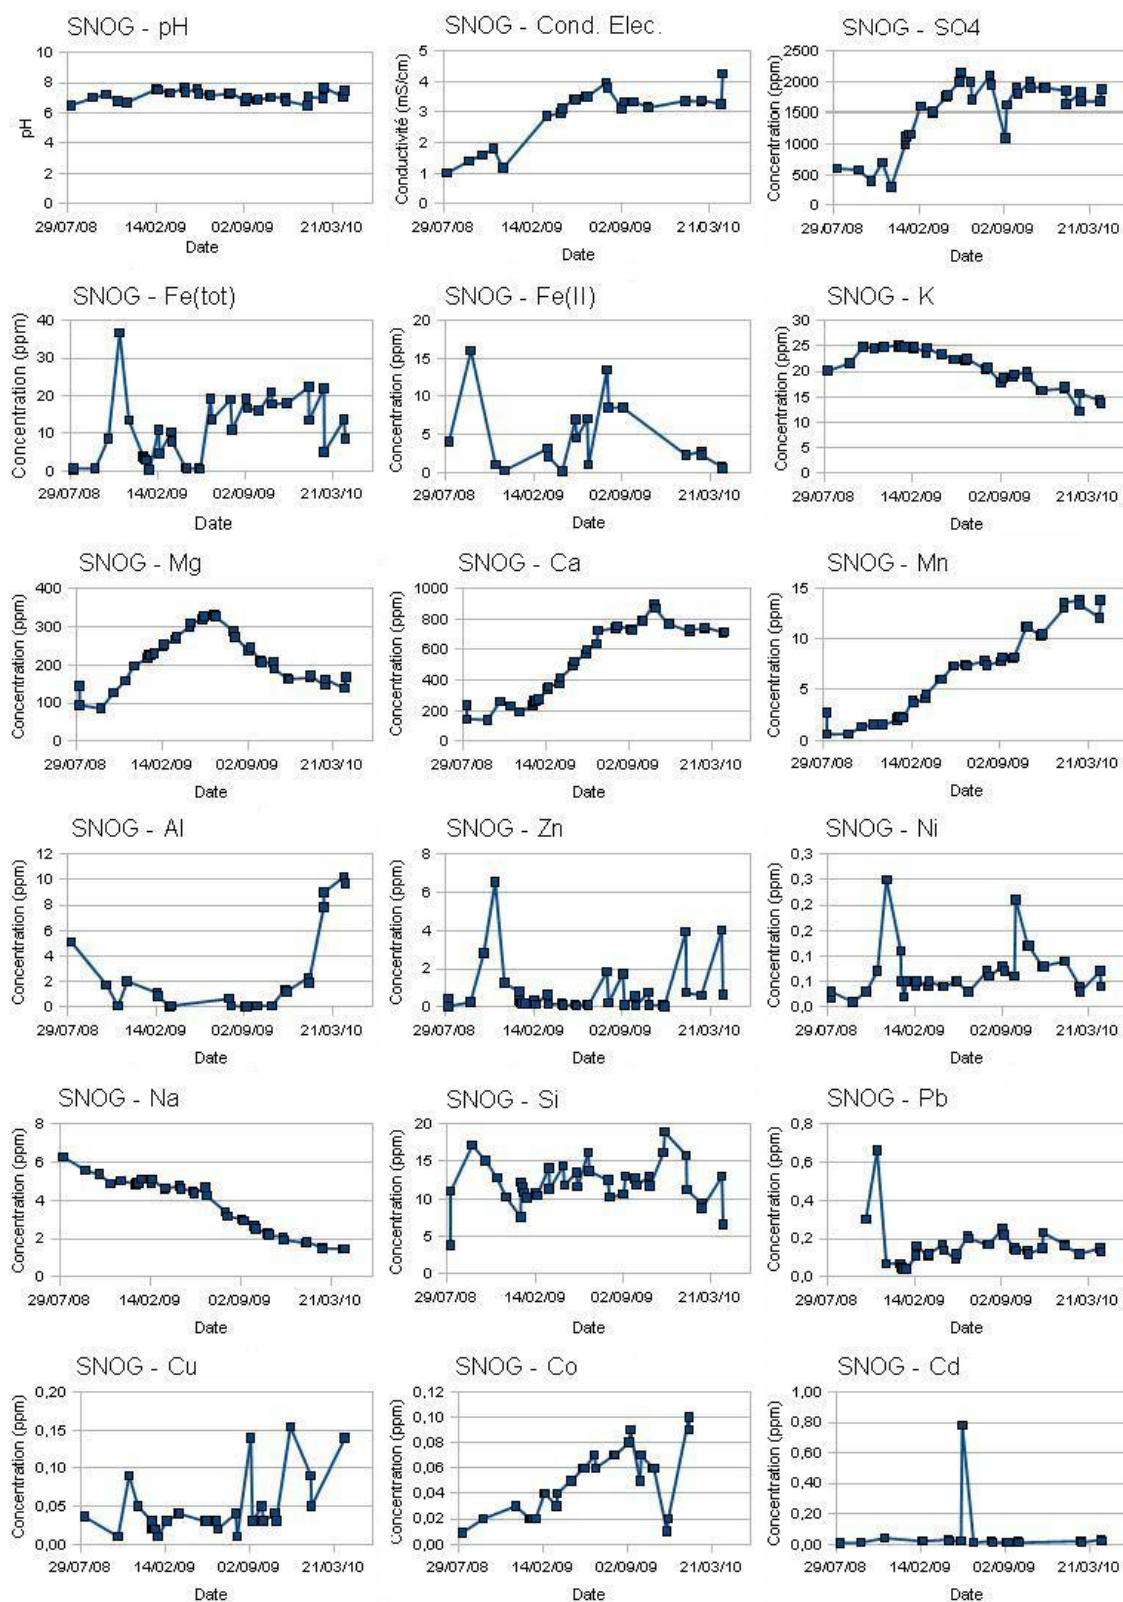 SNOG - pH
pH
10
8
6
4
2
0
29/07/08 14/02/09 02/09/09 21/03/10
Date
SNOG - Cond. Elec.
Conductivité (mS/cm)
5
4
3
2
1
0
29/07/08 14/02/09 02/09/09 21/03/10
Date
SNOG - SO4
Concentration (ppm)
2500
2000
1500
1000
500
0
29/07/08 14/02/09 02/09/09 21/03/10
Date
SNOG - Fe(tot)
Concentration (ppm)
40
30
20
10
0
29/07/08 14/02/09 02/09/09 21/03/10
Date
SNOG - Fe(II)
Concentration (ppm)
20
15
10
5
0
29/07/08 14/02/09 02/09/09 21/03/10
Date
SNOG - K
Concentration (ppm)
30
25
20
15
10
5
0
29/07/08 14/02/09 02/09/09 21/03/10
Date
SNOG - Mg
Concentration (ppm)
400
300
200
100
0
29/07/08 14/02/09 02/09/09 21/03/10
Date
SNOG - Ca
Concentration (ppm)
1000
800
600
400
200
0
29/07/08 14/02/09 02/09/09 21/03/10
Date
SNOG - Mn
Concentration (ppm)
15
10
5
0
29/07/08 14/02/09 02/09/09 21/03/10
Date
SNOG - Al
Concentration (ppm)
12
10
8
6
4
2
0
29/07/08 14/02/09 02/09/09 21/03/10
Date
SNOG - Zn
Concentration (ppm)
8
6
4
2
0
29/07/08 14/02/09 02/09/09 21/03/10
Date
SNOG - Ni
Concentration (ppm)
0,3
0,3
0,2
0,2
0,1
0,1
0,0
29/07/08 14/02/09 02/09/09 21/03/10
Date
SNOG - Na
Concentration (ppm)
8
6
4
2
0
29/07/08 14/02/09 02/09/09 21/03/10
Date
SNOG - Si
Concentration (ppm)
20
15
10
5
0
29/07/08 14/02/09 02/09/09 21/03/10
Date
SNOG - Pb
Concentration (ppm)
0,8
0,6
0,4
0,2
0,0
29/07/08 14/02/09 02/09/09 21/03/10
Date
SNOG - Cu
Concentration (ppm)
0,20
0,15
0,10
0,05
0,00
29/07/08 14/02/09 02/09/09 21/03/10
Date
SNOG - Co
Concentration (ppm)
0,12
0,10
0,08
0,06
0,04
0,02
0,00
29/07/08 14/02/09 02/09/09 21/03/10
Date
SNOG - Cd
Concentration (ppm)
1,00
0,80
0,60
0,40
0,20
0,00
29/07/08 14/02/09 02/09/09 21/03/10
Date